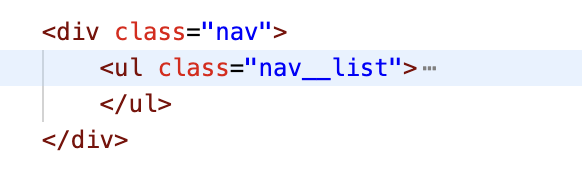 <div class="nav">
<ul class="nav__list">⋯
</ul>
</div>